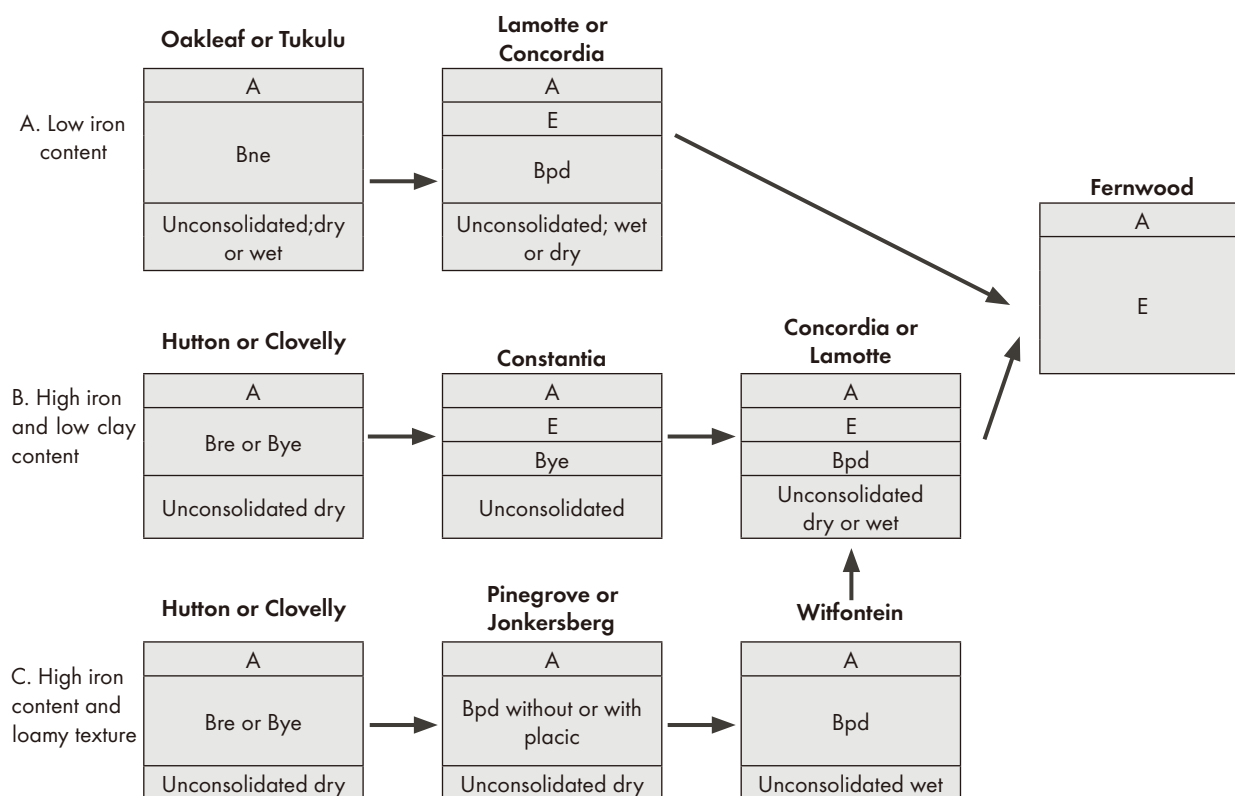 Oakleaf or Tukulu
Lamotte or
Concordia
A. Low iron
content
A
Bne
Unconsolidated;dry
or wet
A
E
Bpd
Unconsolidated; wet
or dry
Fernwood
A
E
B. High iron
and low clay
content
Hutton or Clovelly
A
Bre or Bye
Unconsolidated dry
Constantia
A
E
Bye
Unconsolidated
Concordia or
Lamotte
A
E
Bpd
Unconsolidated
dry or wet
C. High iron
content and
loamy texture
Hutton or Clovelly
A
Bre or Bye
Unconsolidated dry
Pinegrove or
Jonkersberg
A
Bpd without or with
placic
Unconsolidated dry
Witfontein
A
Bpd
Unconsolidated wet